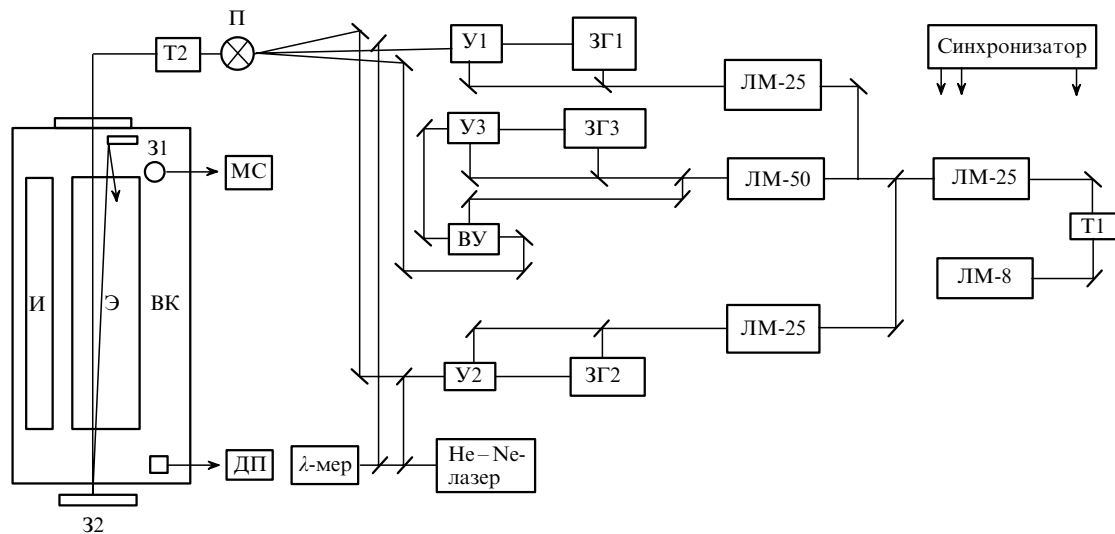 П
Т2
У1
ЗГ1
Синхронизатор
ЛМ-25
У3
ЗГ3
З1
МС
ЛМ-50
ЛМ-25
Т1
ВУ
ЛМ-8
И
Э
ВК
ЛМ-25
У2
ЗГ2
ДП
λ-мер
He – Ne-
лазер
З2